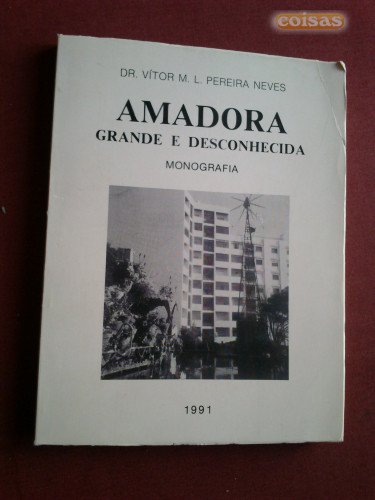 coisas
DR. VÍTOR M. L. PEREIRA NEVES
AMADORA
GRANDE E DESCONHECIDA
MONOGRAFIA
1991